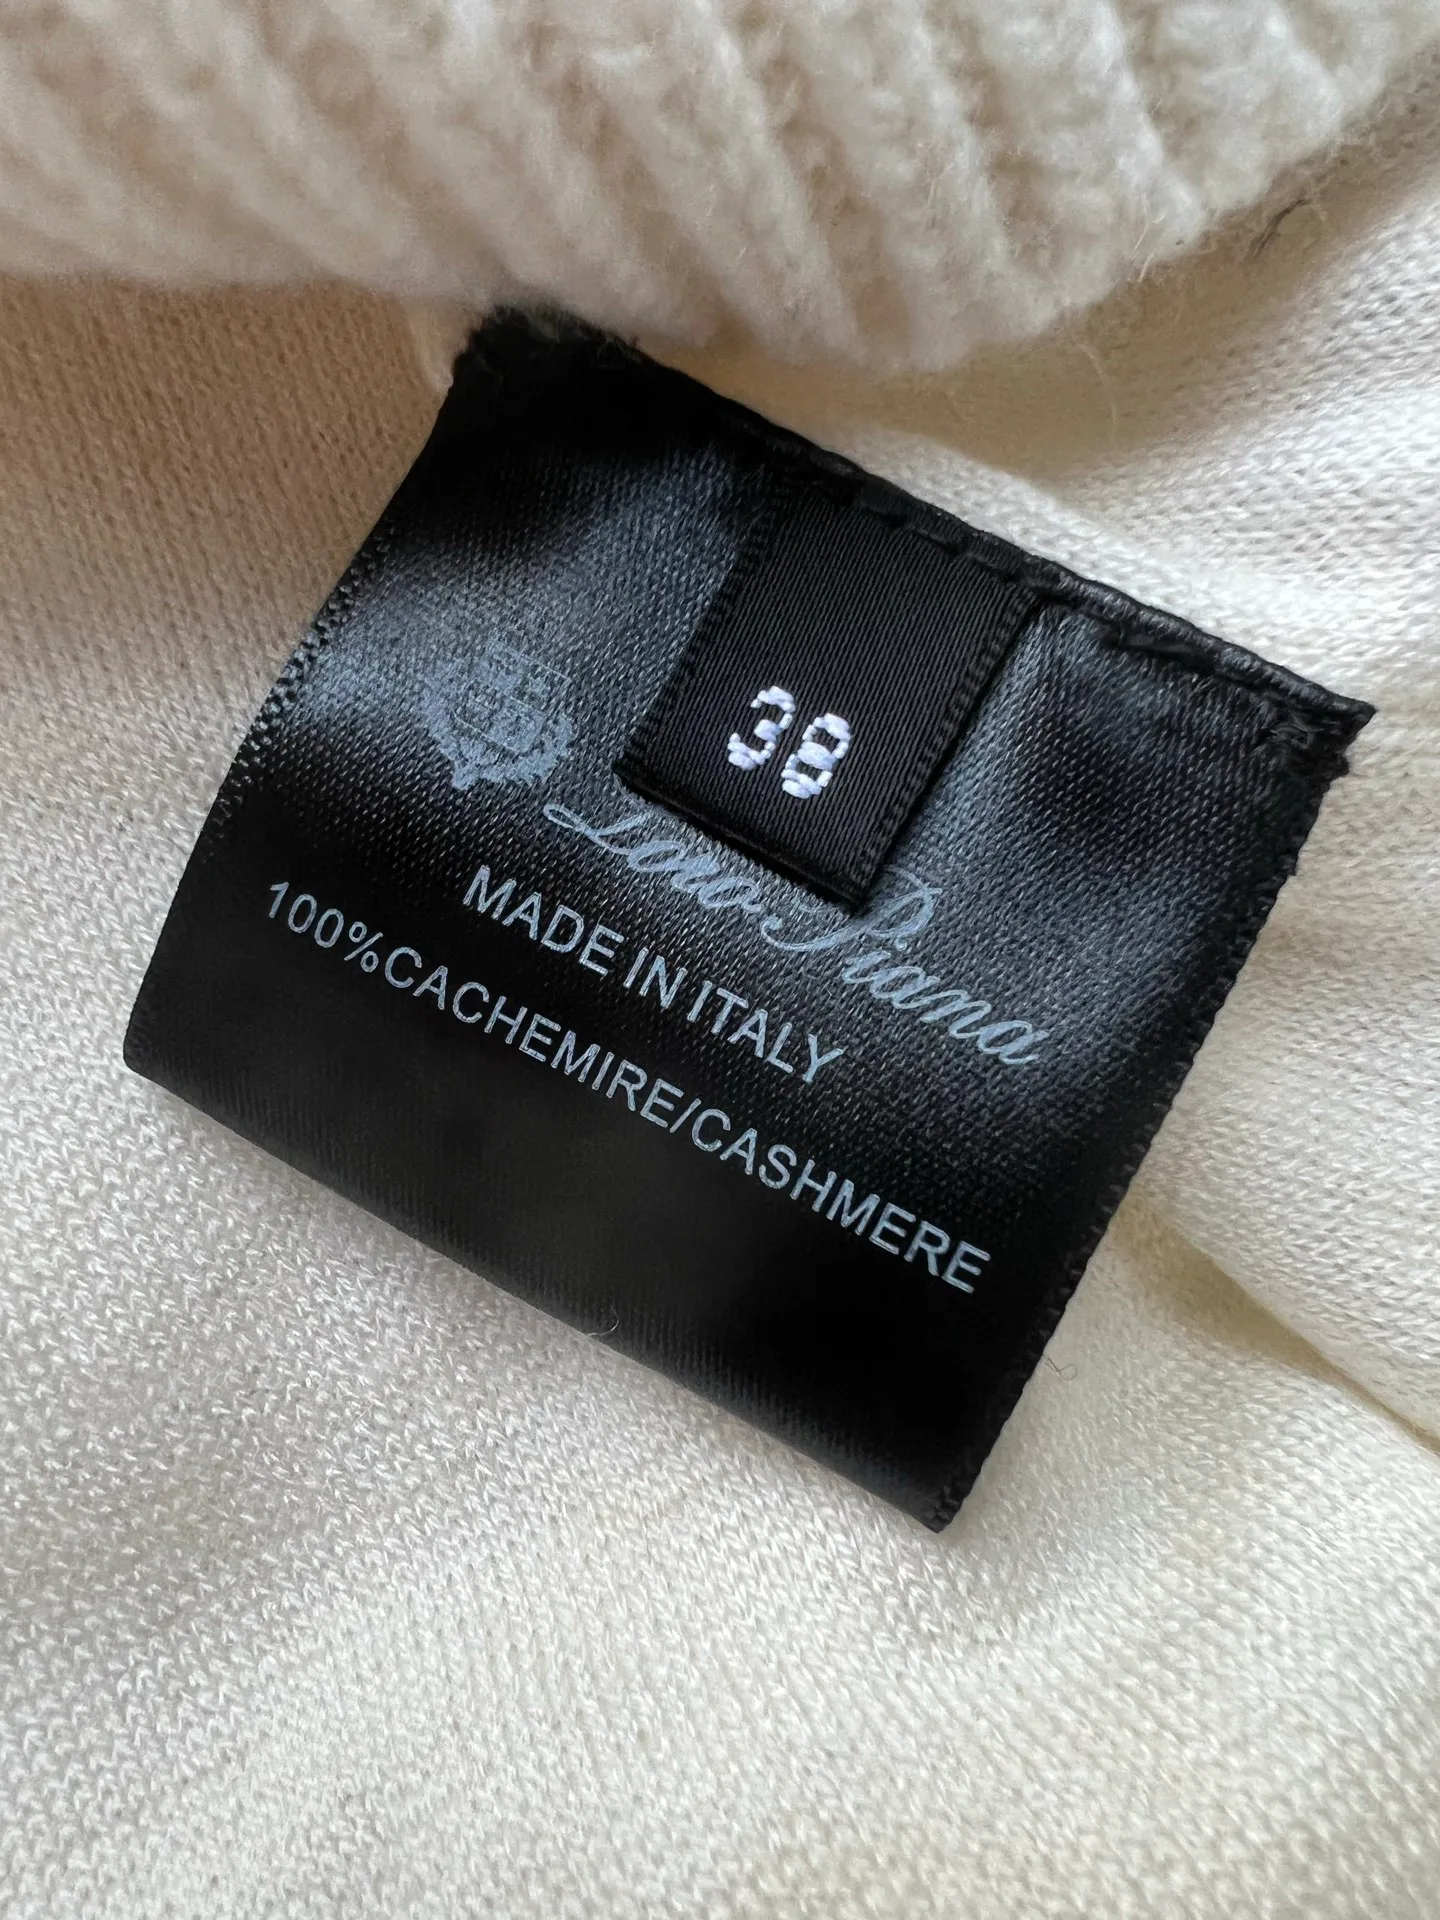 38
Loro Piana
MADE IN ITALY
100%CACHEMIRE/CASHMERE